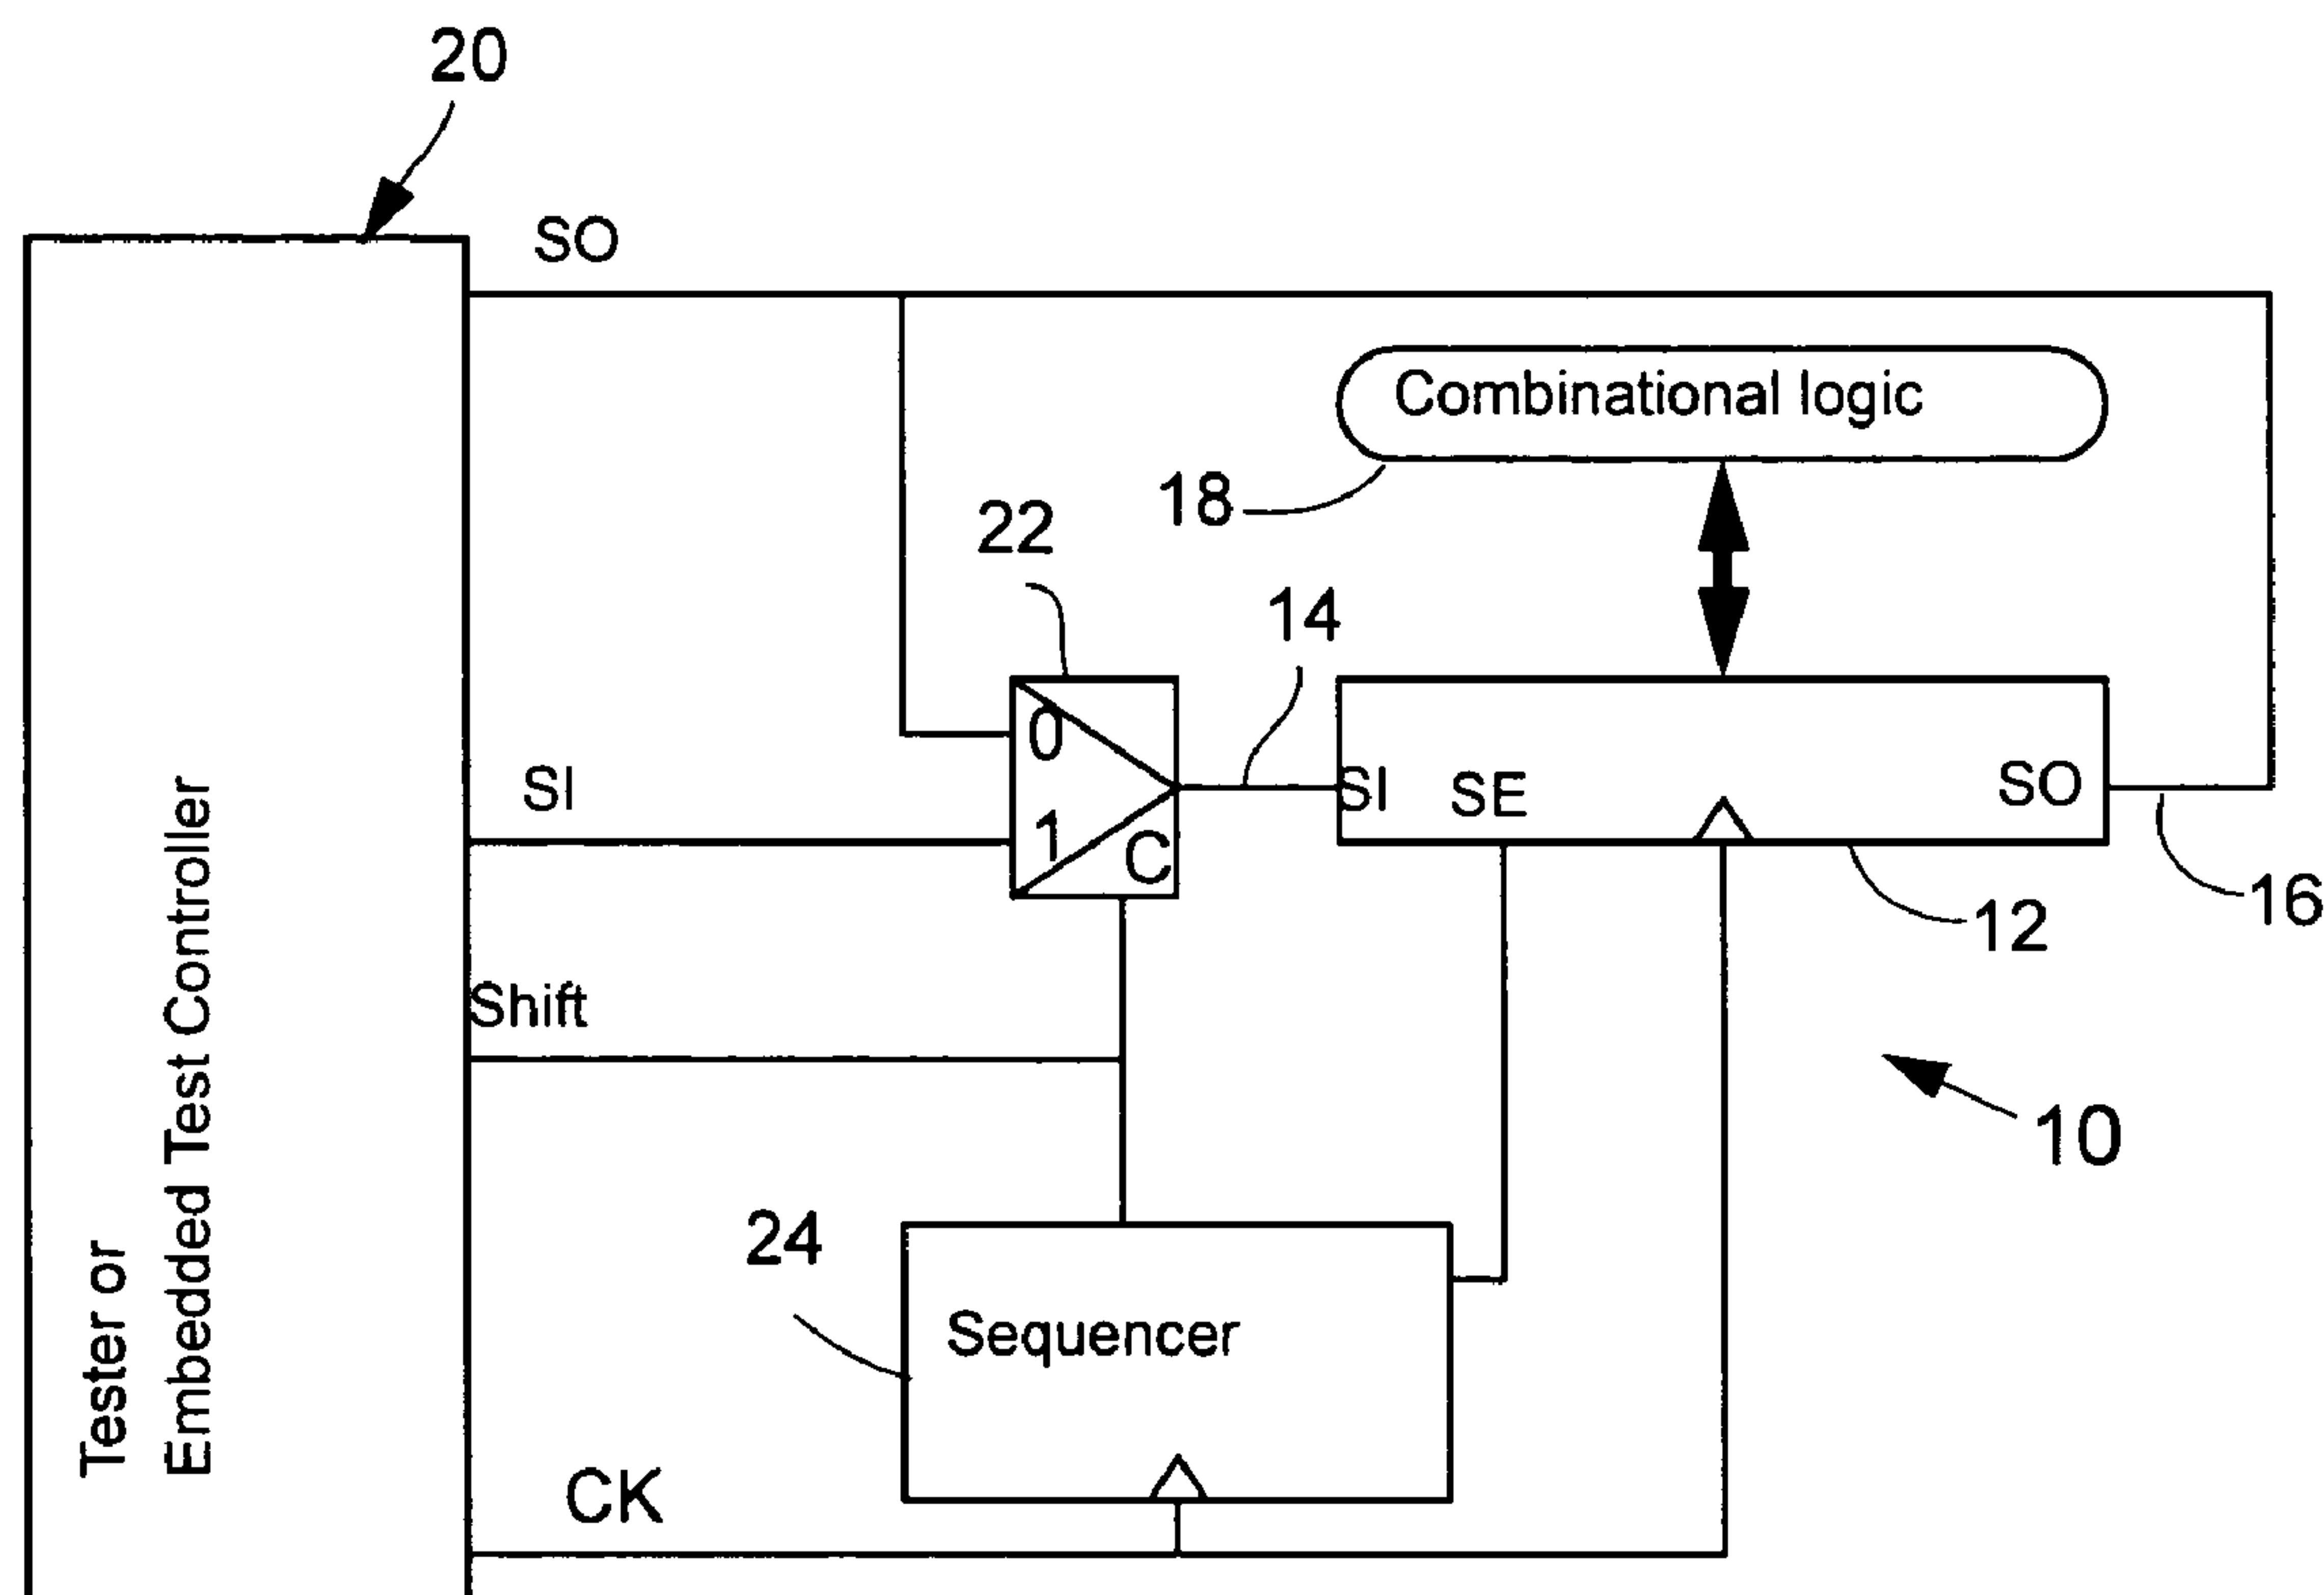 20
SO
Combinational logic
18
22
14
0
1
C
SI
SI
SE
SO
16
12
Shift
10
24
Sequencer
CK
Tester or
Embedded Test Controller